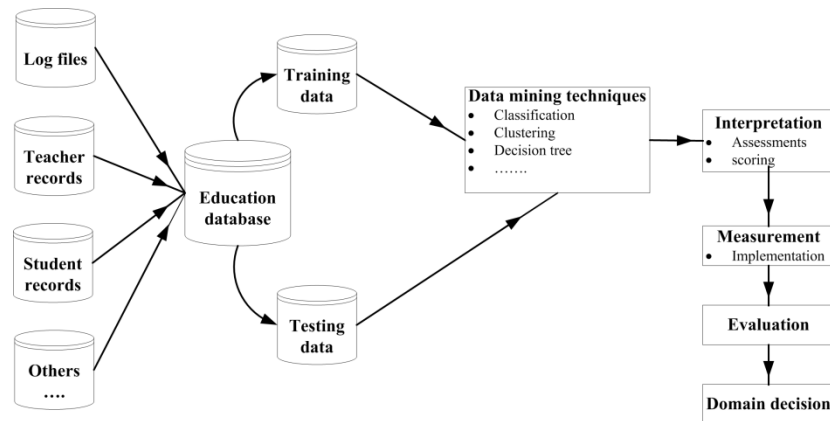 Log files
Teacher
records
Student
records
Others
....
Education
database
Training
data
Testing
data
Data mining techniques
• Classification
• Clustering
• Decision tree
• …….
Interpretation
• Assessments
• scoring
Measurement
• Implementation
Evaluation
Domain decision